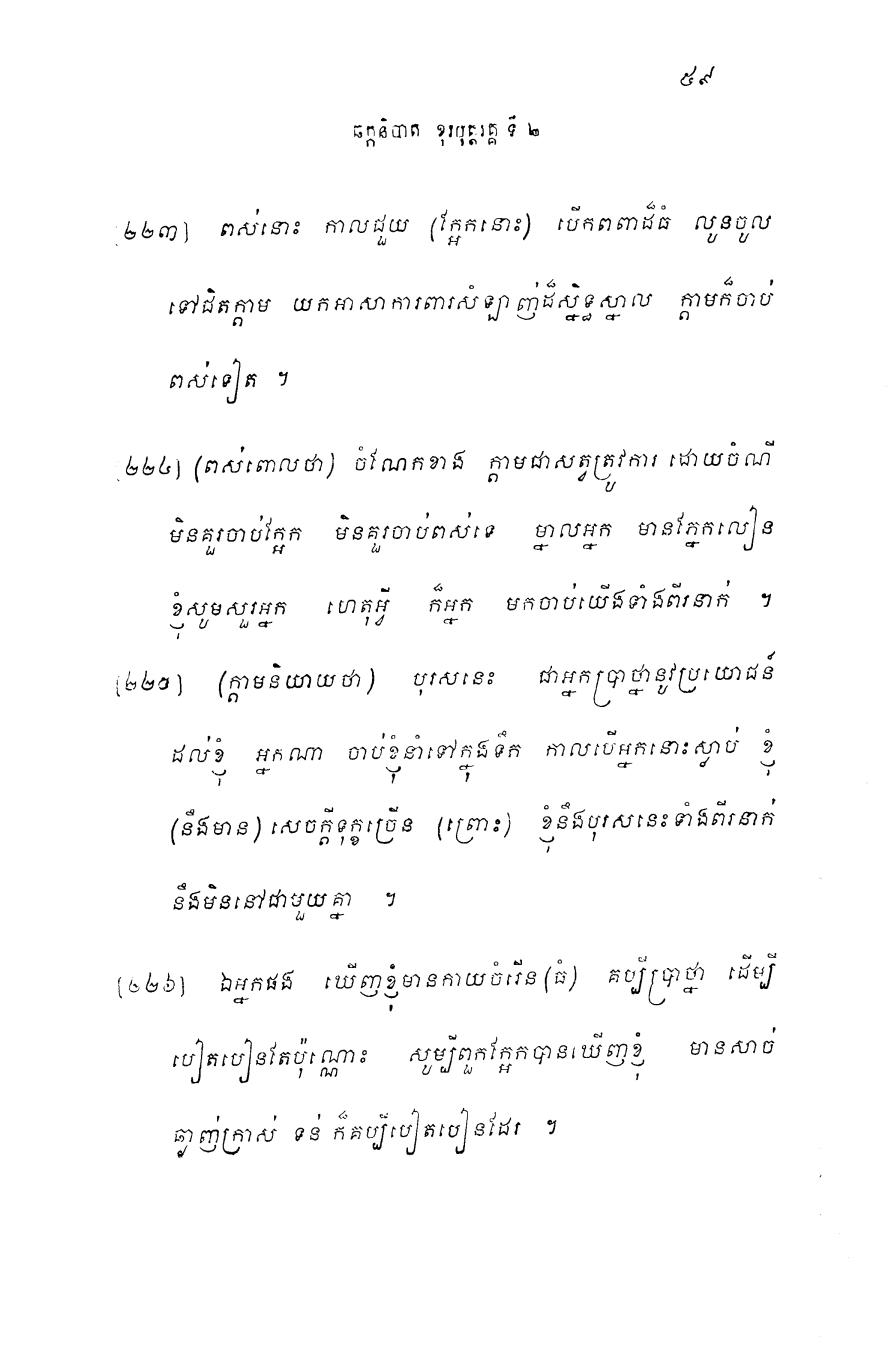 ៥៩
ឆក្កនិបាត ខុរបុត្តវគ្គ ទី ២
[២២៣] ពស់នោះ កាលជួយ (ក្អែកនោះ) បើកពពាដ៏ធំ លូនចូល
ទៅជិតក្តាម យកអាសាការពារសំឡាញ់ដ៏ស្និទ្ធស្នាល ក្តាមក៏ចាប់
ពស់ទៀត ។
[២២៤] (ពស់ពោលថា) ចំណែកខាង ក្តាមជាសត្វត្រូវការ ដោយចំណី
មិនគួរចាប់ក្អែក មិនគួរចាប់ពស់ទេ ម្នាលអ្នក មានភ្នែកលៀន
ខ្ញុំសូមសួរអ្នក ហេតុអ្វី ក៏អ្នក មកចាប់យើងទាំងពីរនាក់ ។
[២២៥] (ក្តាមនិយាយថា) បុរសនេះ ជាអ្នកប្រាថ្នានូវប្រយោជន៍
ដល់ខ្ញុំ អ្នកណា ចាប់ខ្ញុំនាំទៅក្នុងទឹក កាលបើអ្នកនោះស្លាប់ ខ្ញុំ
(នឹងមាន) សេចក្តីទុក្ខច្រើន (ព្រោះ) ខ្ញុំនឹងបុរសនេះទាំងពីរនាក់
នឹងមិននៅជាមួយគ្នា ។
[២២៦] ឯអ្នកផង ឃើញខ្ញុំមានកាយចំរើន (ធំ) គប្បីប្រាថ្នា ដើម្បី
បៀតបៀនតែប៉ុណ្ណោះ សូម្បីពួកក្អែកបានឃើញខ្ញុំ មានសាច់
ឆ្ងាញ់ក្រាស់ ទន់ ក៏គប្បីបៀតបៀនដែរ ។